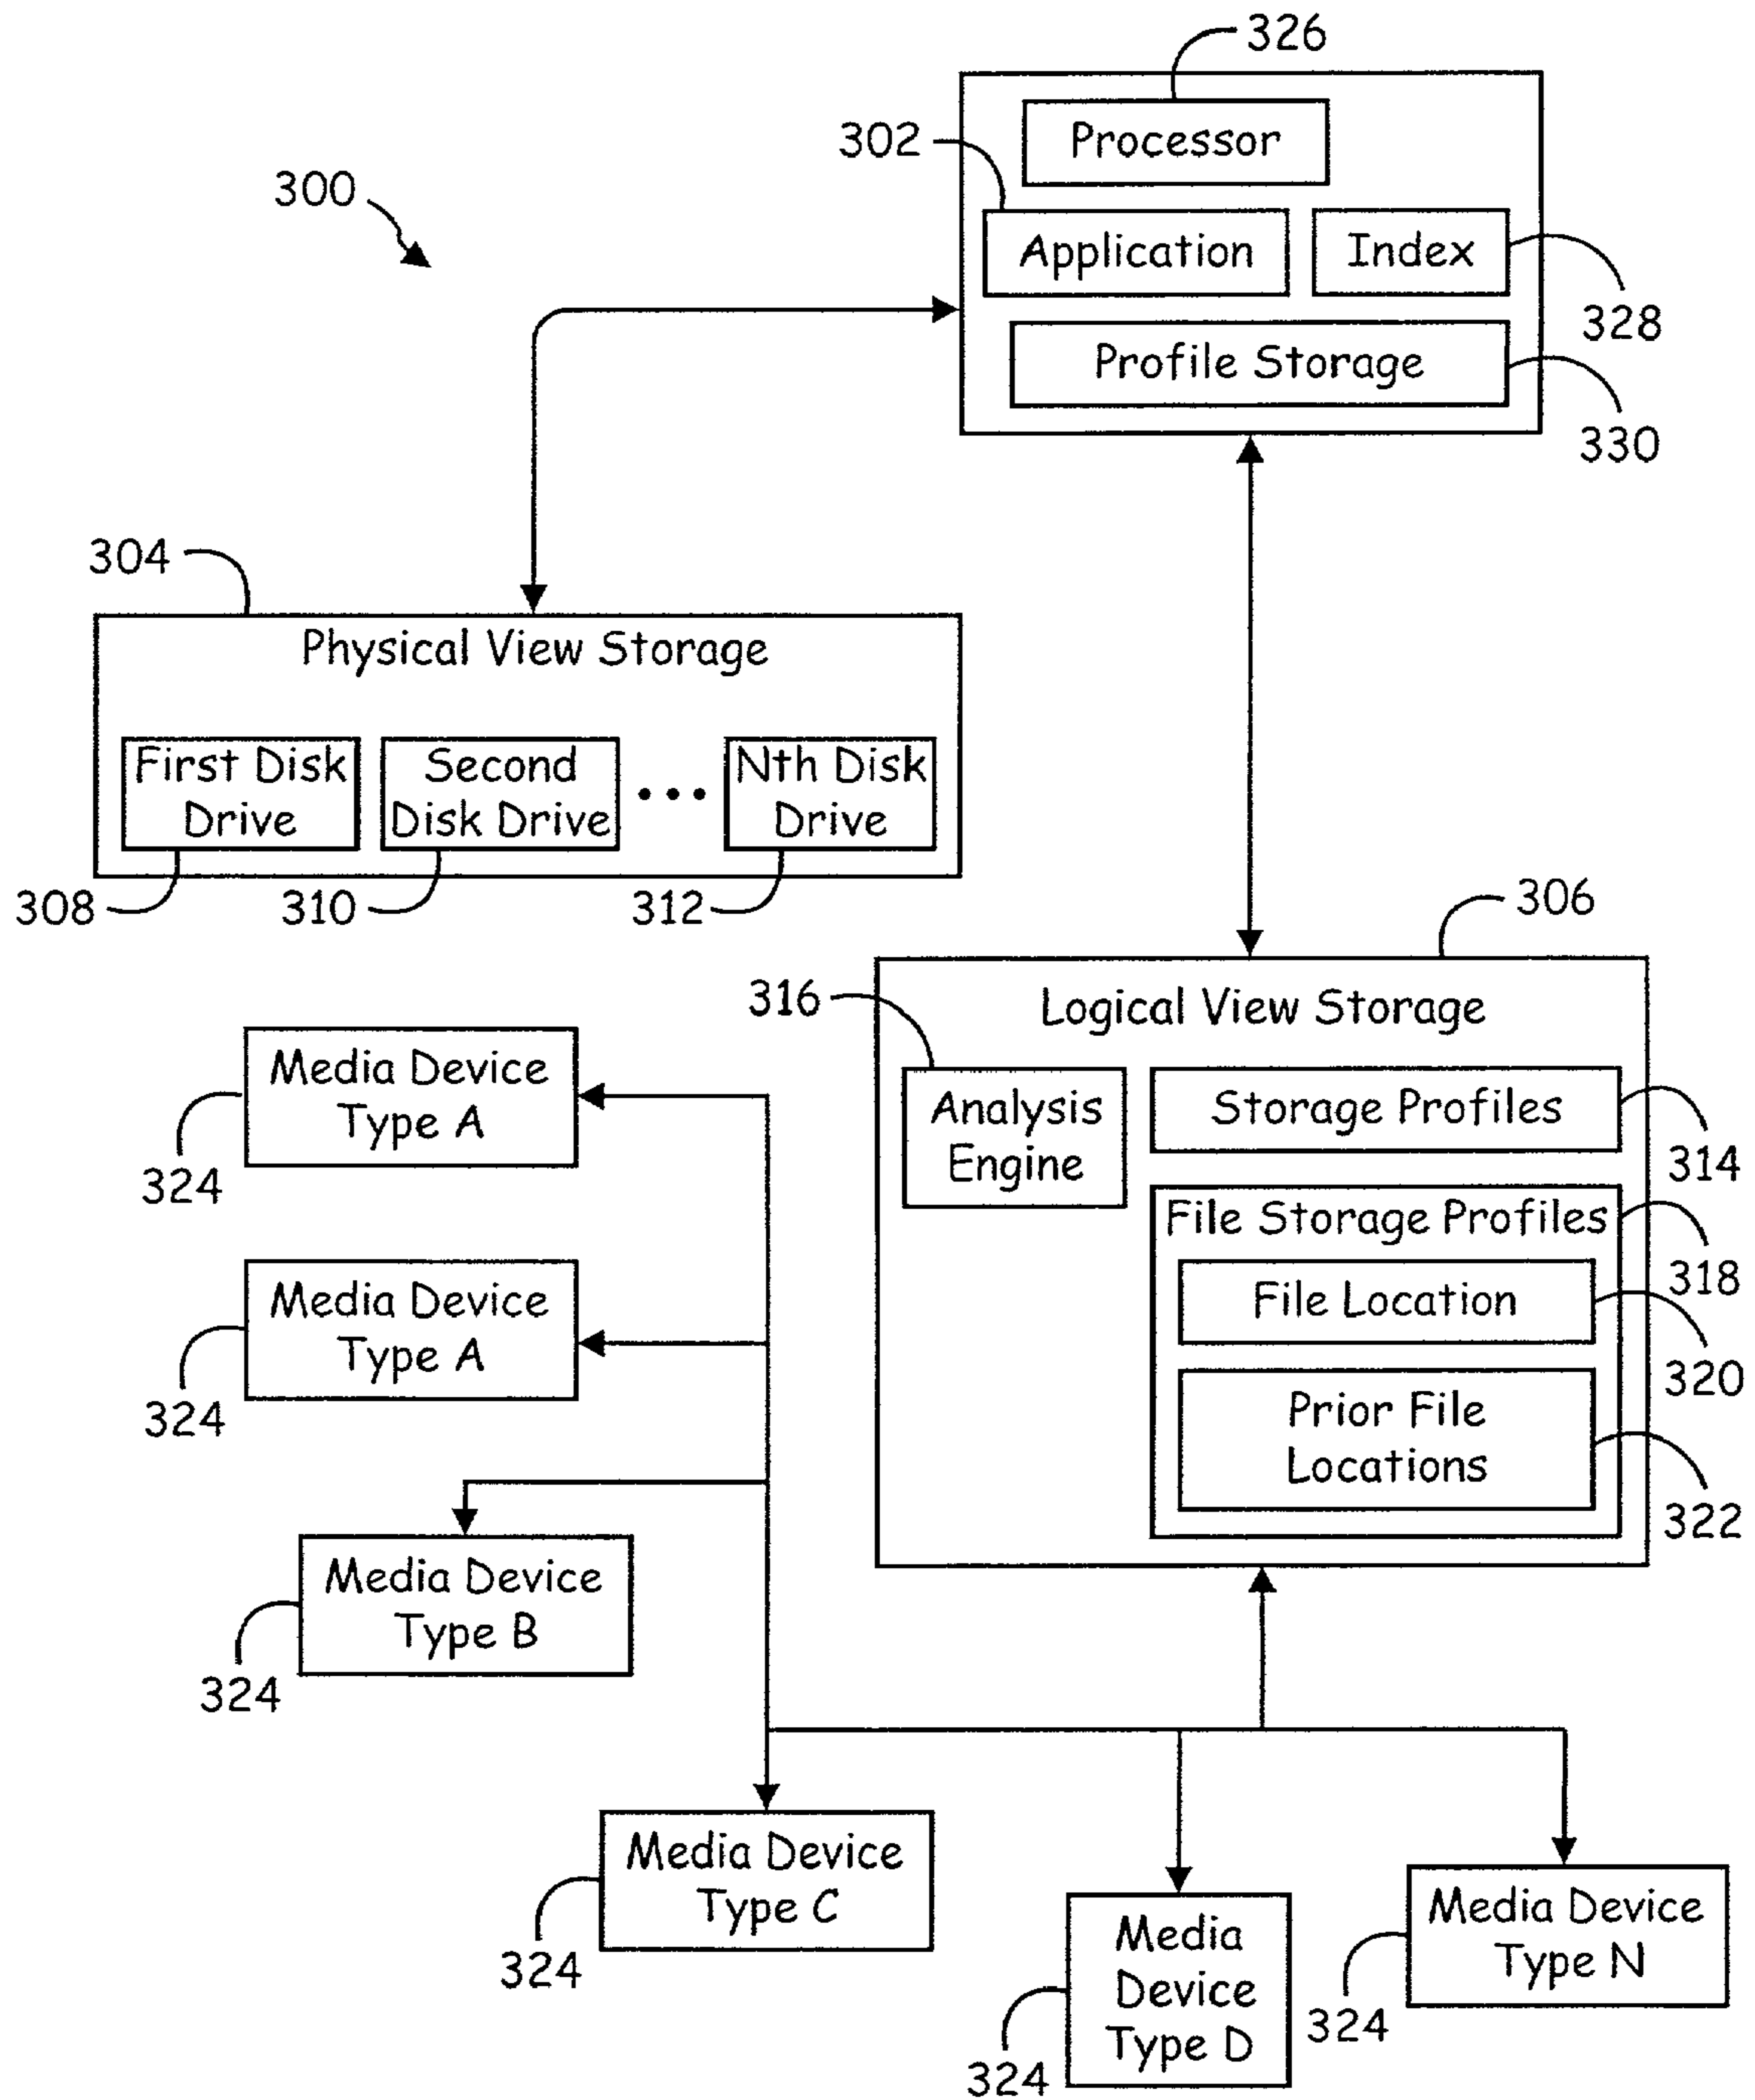 326
Processor
302
300
Application
Index
328
Profile Storage
330
304
Physical View Storage
First Disk
Drive
Second
Disk Drive
•••
Nth Disk
Drive
308
310
312
306
316
Logical View Storage
Analysis
Engine
Storage Profiles
314
File Storage Profiles
318
File Location
320
Prior File
Locations
322
Media Device
Type A
324
Media Device
Type A
324
Media Device
Type B
324
Media Device
Type C
324
Media
Device
Type D
324
Media Device
Type N
324